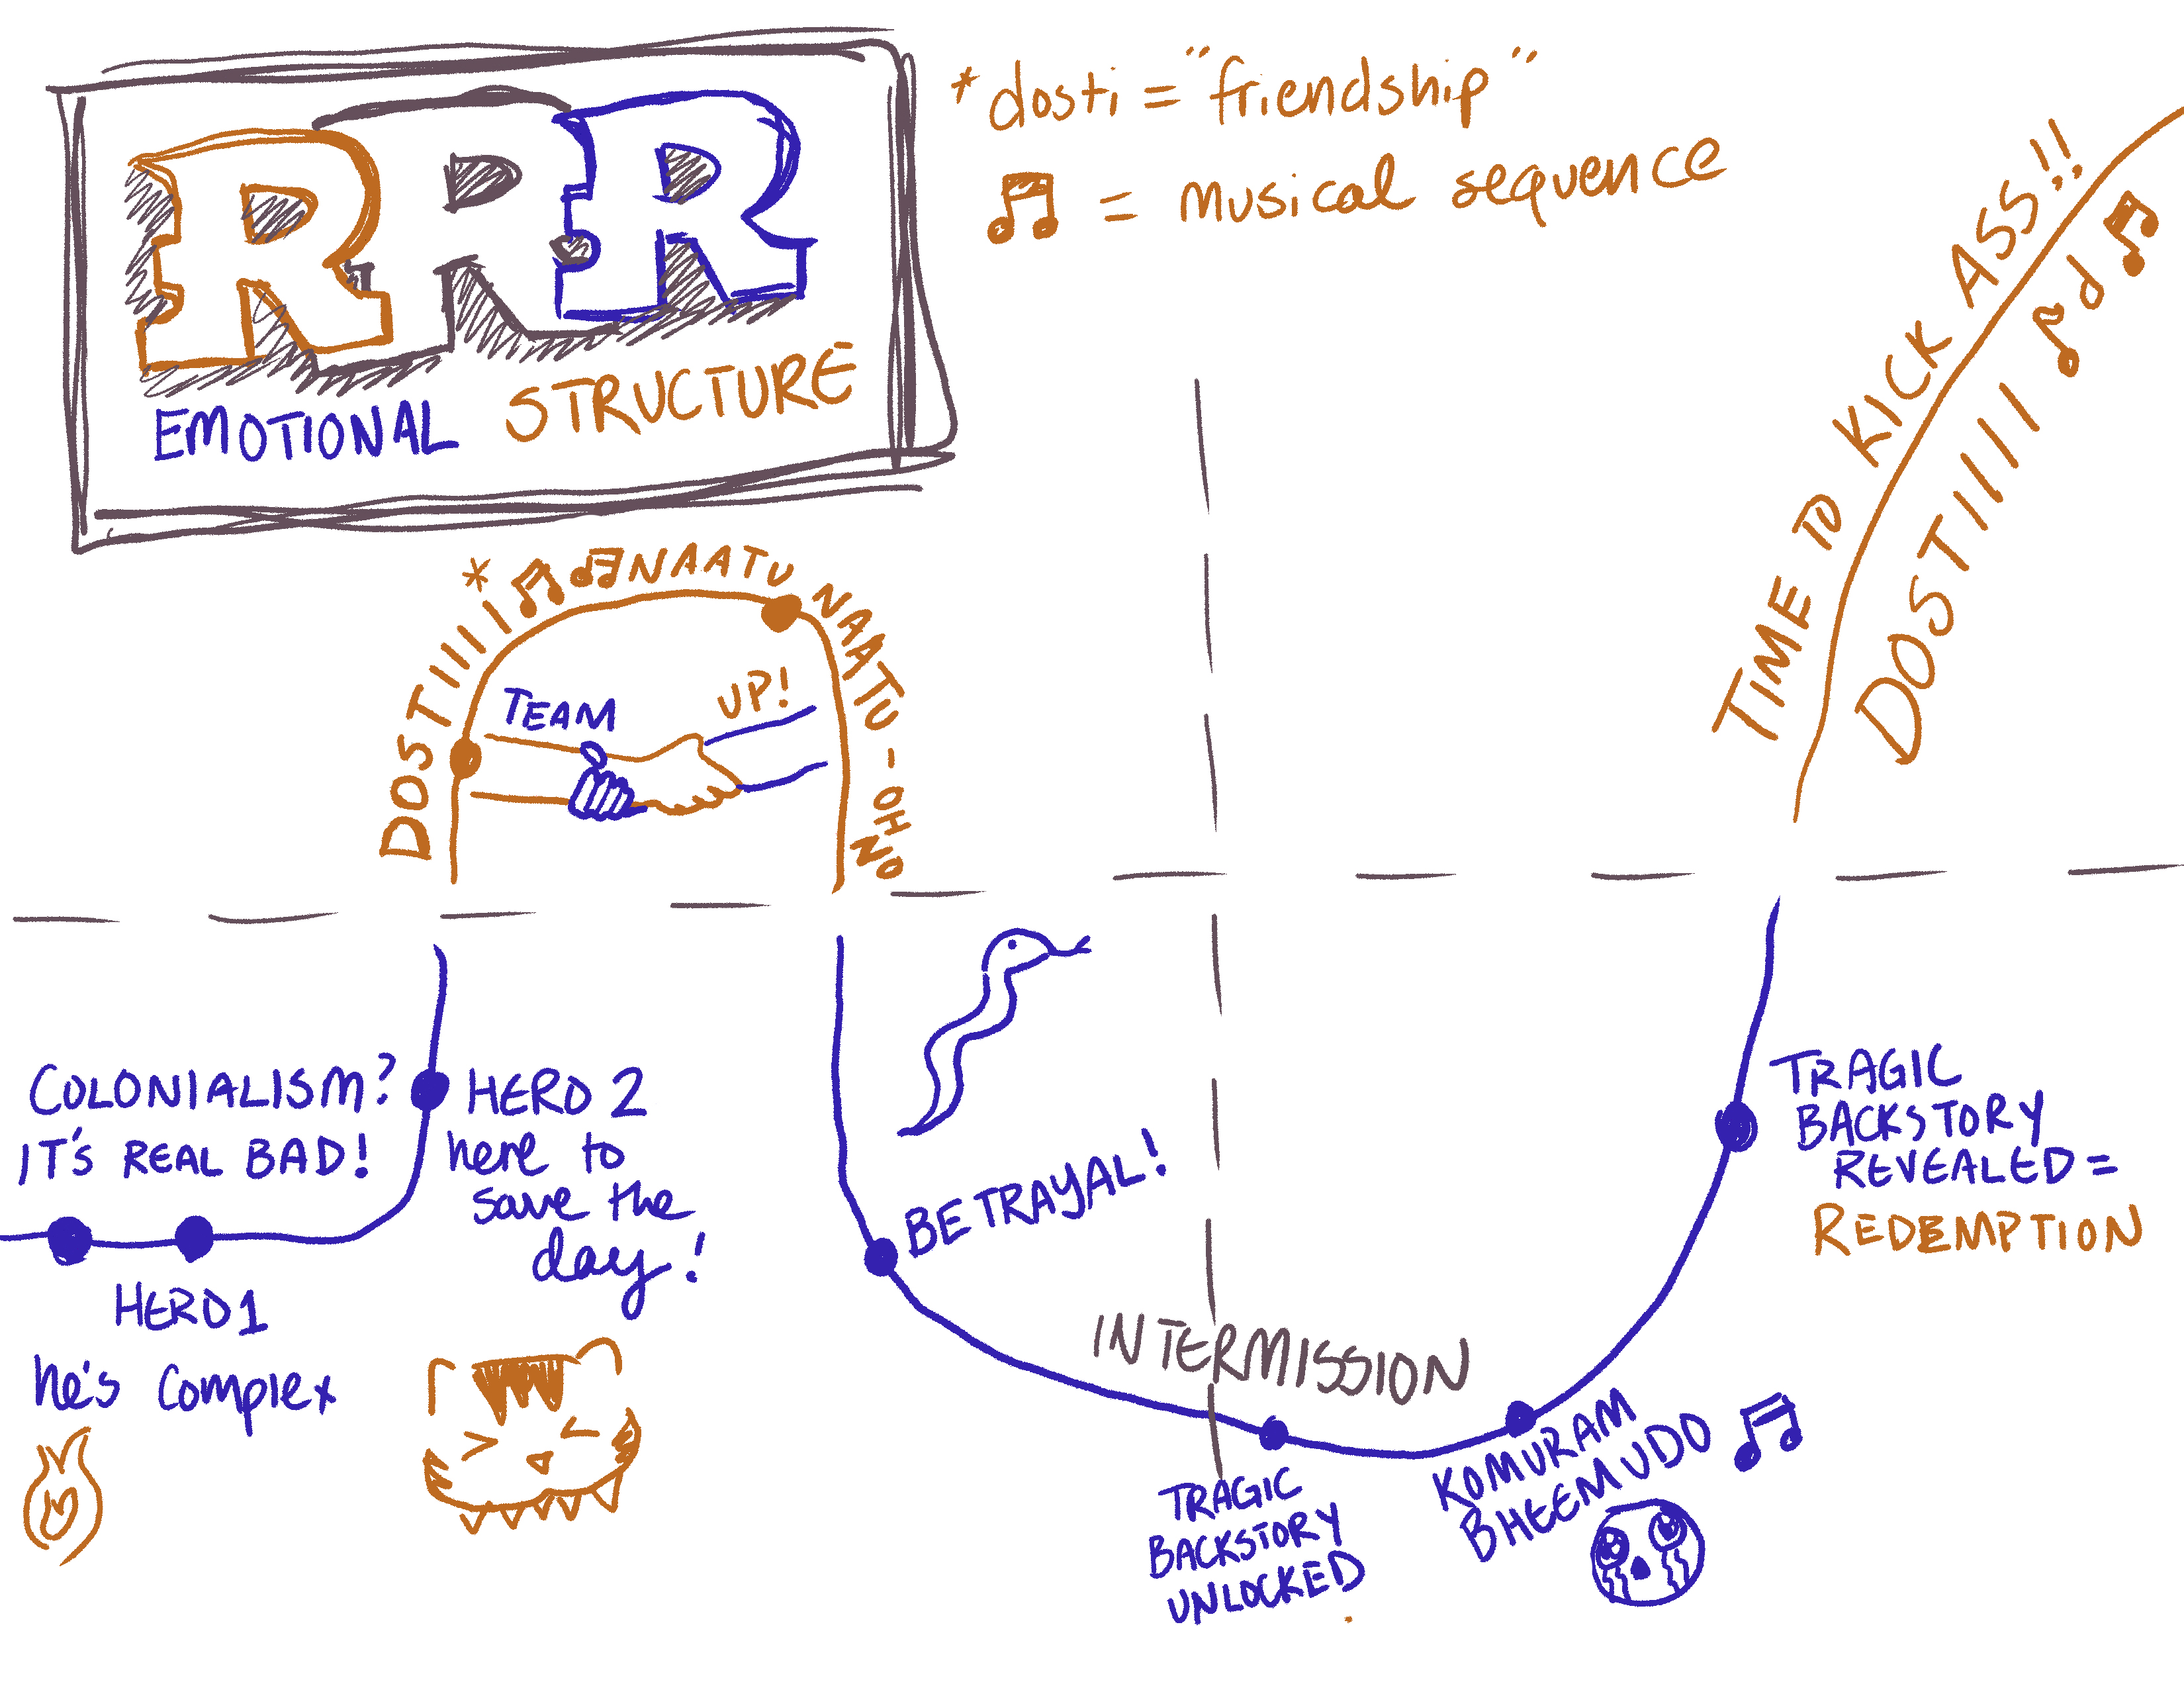 RRR
EMOTIONAL STRUCTURE
* dosti = "friendship"
= musical sequence
DOSTIIIII* NAATU NAATU - OH NO
TEAM UP!
TIME TO KICK ASS!!
DOSTIIIII
COLONIALISM?
IT'S REAL BAD!
HERO 1
he's complex
HERO 2
here to
save the
day!
BETRAYAL!
INTERMISSION
TRAGIC
BACKSTORY
UNLOCKED
KOMURAM
BHEEMUDO
TRAGIC
BACKSTORY
REVEALED =
REDEMPTION